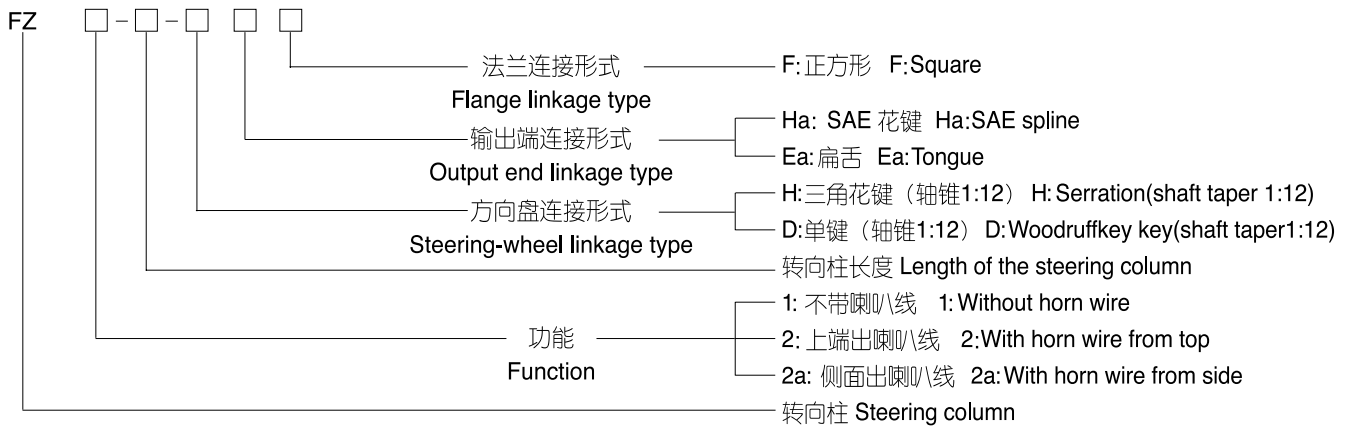 FZ □-□-□ □ □
法兰连接形式 F:正方形 F:Square
Flange linkage type
Ha: SAE 花键 Ha:SAE spline
输出端连接形式
Ea:扁舌 Ea:Tongue
Output end linkage type
H:三角花键（轴锥1:12） H:Serration(shaft taper 1:12)
方向盘连接形式
D:单键（轴锥1:12） D:Woodruffkey key(shaft taper1:12)
Steering-wheel linkage type
转向柱长度 Length of the steering column
1: 不带喇叭线 1:Without horn wire
功能 2:上端出喇叭线 2:With horn wire from top
Function
2a: 侧面出喇叭线 2a:With horn wire from side
转向柱 Steering column